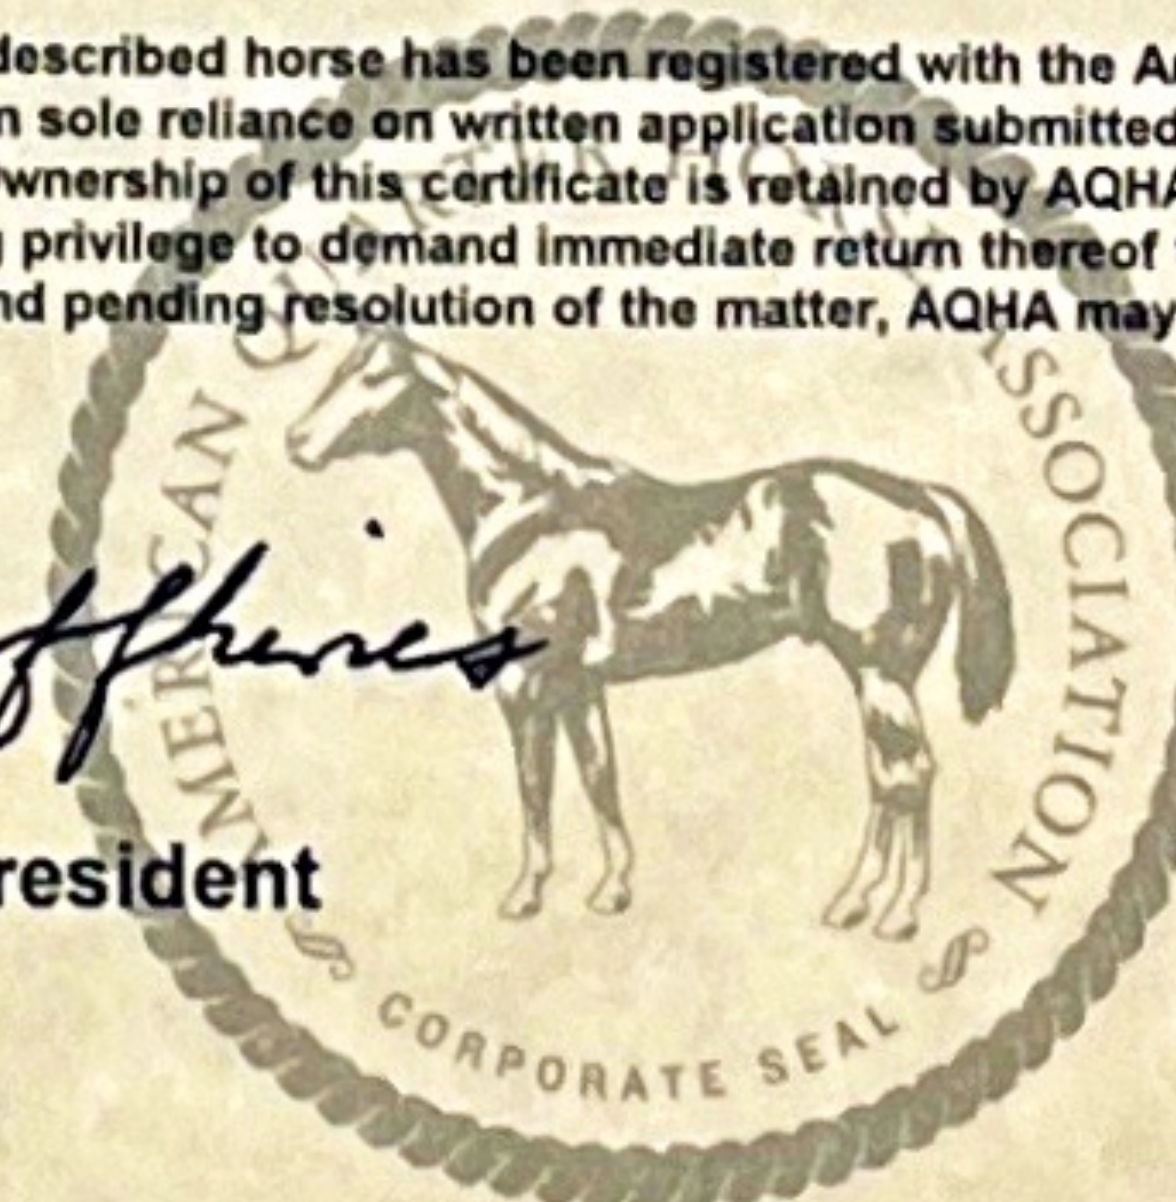 described horse has been registered with the A
n sole reliance on written application submitted
wnership of this certificate is retained by AQHA
privilege to demand immediate return thereof
nd pending resolution of the matter, AQHA may
AMERICAN QUARTER HORSE ASSOCIATION
resident
CORPORATE SEAL